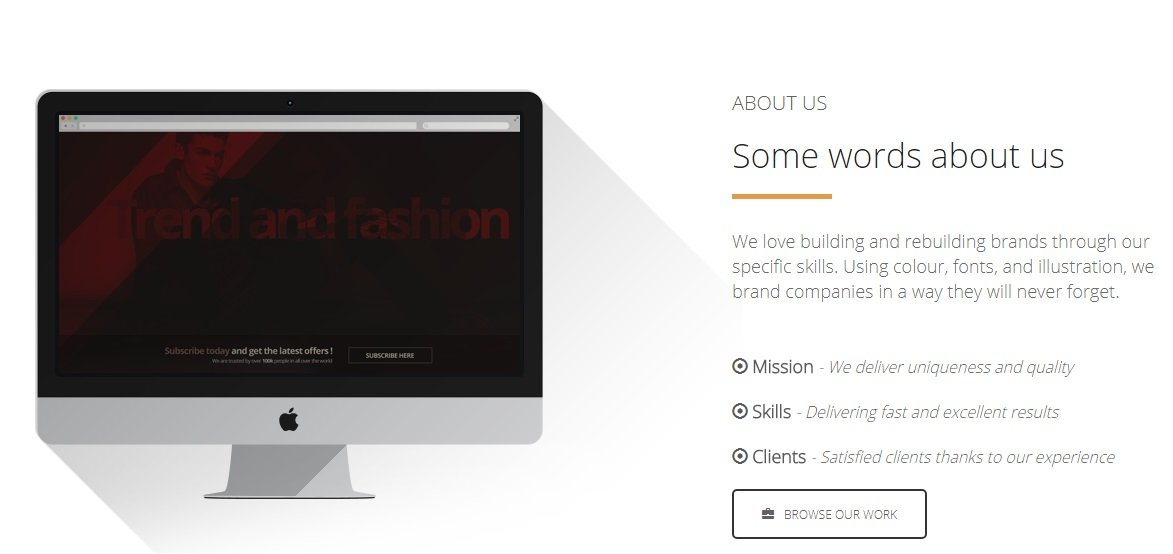 Trend and fashion
Subscribe today and get the latest offers !
We are trusted by over 100k people in all over the world
SUBSCRIBE HERE
ABOUT US
Some words about us
We love building and rebuilding brands through our
specific skills. Using colour, fonts, and illustration, we
brand companies in a way they will never forget.
Mission - We deliver uniqueness and quality
Skills - Delivering fast and excellent results
Clients - Satisfied clients thanks to our experience
BROWSE OUR WORK